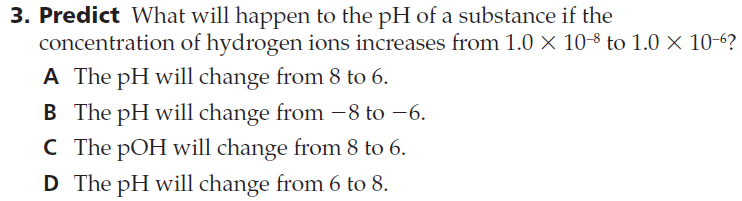 3. Predict What will happen to the pH of a substance if the
concentration of hydrogen ions increases from 1.0 × 10⁻⁸ to 1.0 × 10⁻⁶?
A The pH will change from 8 to 6.
B The pH will change from −8 to −6.
C The pOH will change from 8 to 6.
D The pH will change from 6 to 8.